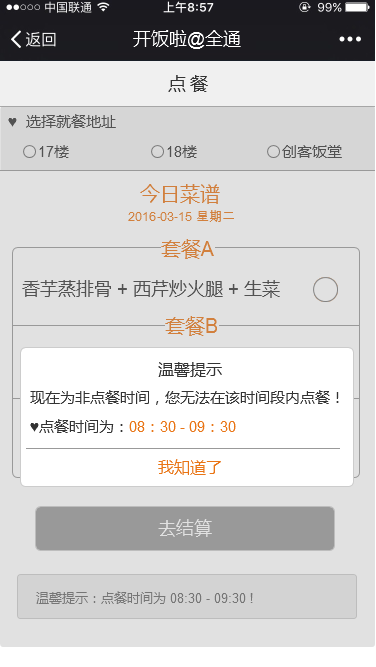 中国联通 上午8:57 99%
返回 开饭啦@全通
点餐
♥ 选择就餐地址
17楼 18楼 创客饭堂
今日菜谱
2016-03-15 星期二
套餐A
香芋蒸排骨 + 西芹炒火腿 + 生菜
套餐B
温馨提示
现在为非点餐时间，您无法在该时间段内点餐！
♥点餐时间为：08：30 - 09：30
我知道了
去结算
温馨提示：点餐时间为 08:30 - 09:30 !